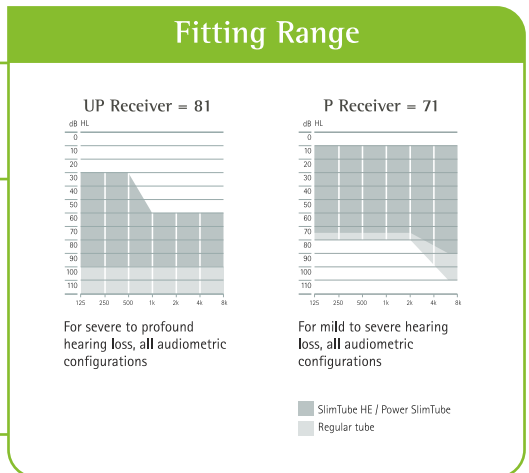 Fitting Range
UP Receiver = 81
dB HL
0
10
20
30
40
50
60
70
80
90
100
110
125 250 500 1k 2k 4k 8k
For severe to profound
hearing loss, all audiometric
configurations
P Receiver = 71
dB HL
0
10
20
30
40
50
60
70
80
90
100
110
125 250 500 1k 2k 4k 8k
For mild to severe hearing
loss, all audiometric
configurations
SlimTube HE / Power SlimTube
Regular tube